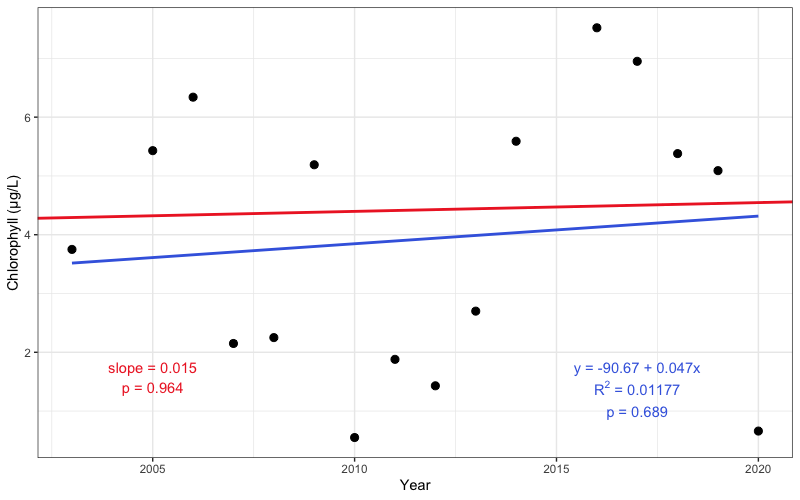 Chlorophyll (µg/L)
6
4
2
slope = 0.015
p = 0.964
y = -90.67 + 0.047x
R² = 0.01177
p = 0.689
2005 2010 2015 2020
Year